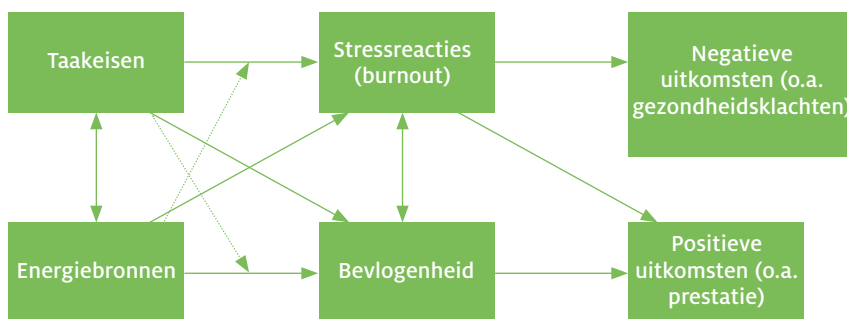 Taakeisen
Stressreacties
(burnout)
Negatieve
uitkomsten (o.a.
gezondheidsklachten)
Energiebronnen
Bevlogenheid
Positieve
uitkomsten (o.a.
prestatie)